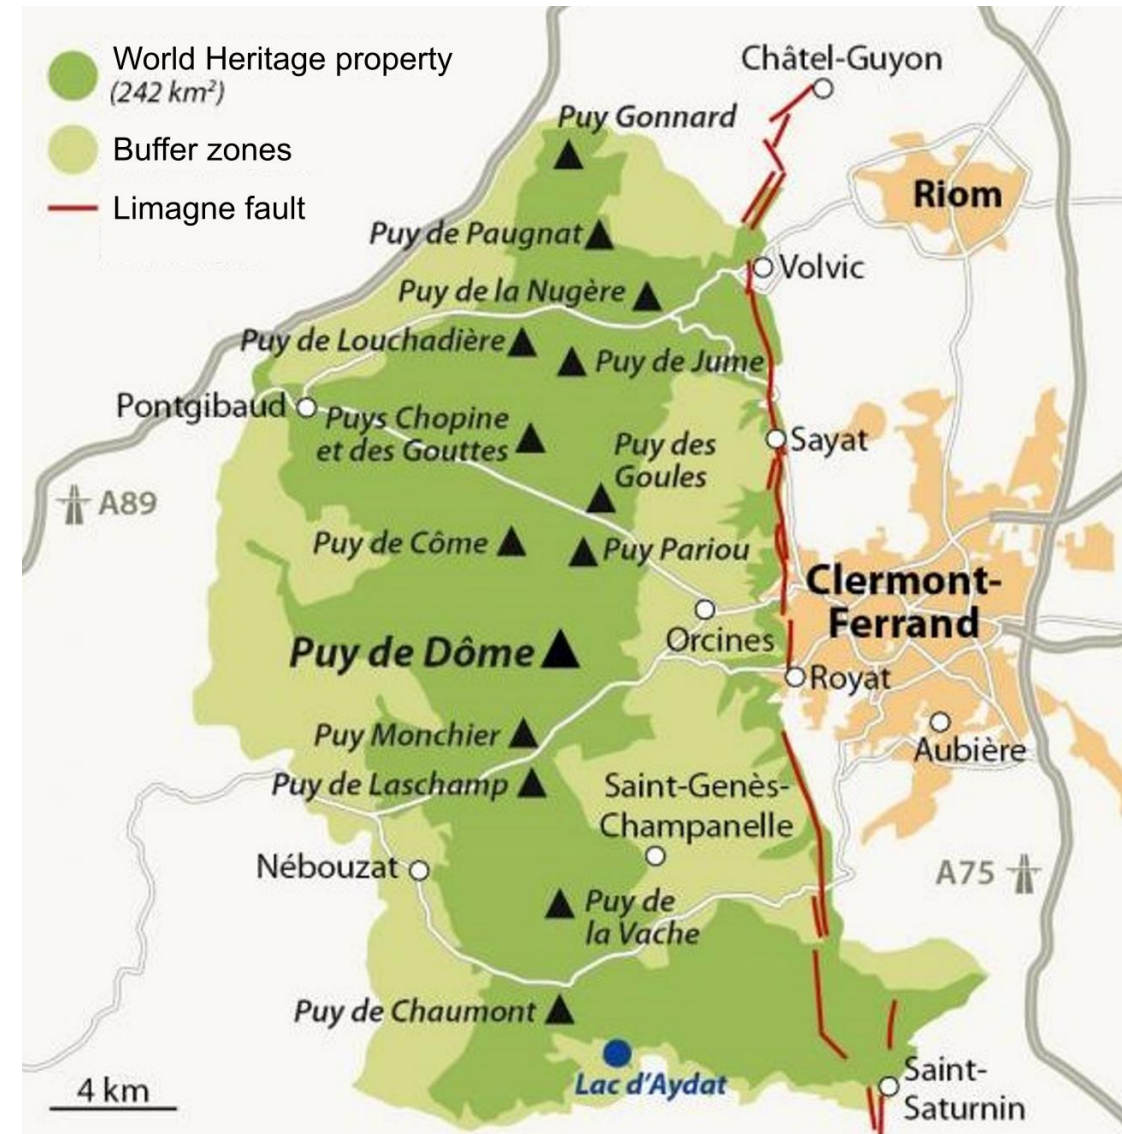 World Heritage property
(242 km²)
Buffer zones
Limagne fault
Châtel-Guyon
Puy Gonnard
Riom
Puy de Paugnat
Volvic
Puy de la Nugère
Puy de Louchadière
Puy de Jume
Pontgibaud
Puys Chopine
et des Gouttes
Puy des
Goules
Sayat
A89
Puy de Côme
Puy Pariou
Clermont-
Ferrand
Orcines
Puy de Dôme
Royat
Aubière
Puy Monchier
Puy de Laschamp
Saint-Genès-
Champanelle
Nébouzat
A75
Puy de
la Vache
Puy de Chaumont
Lac d'Aydat
Saint-
Saturnin
4 km